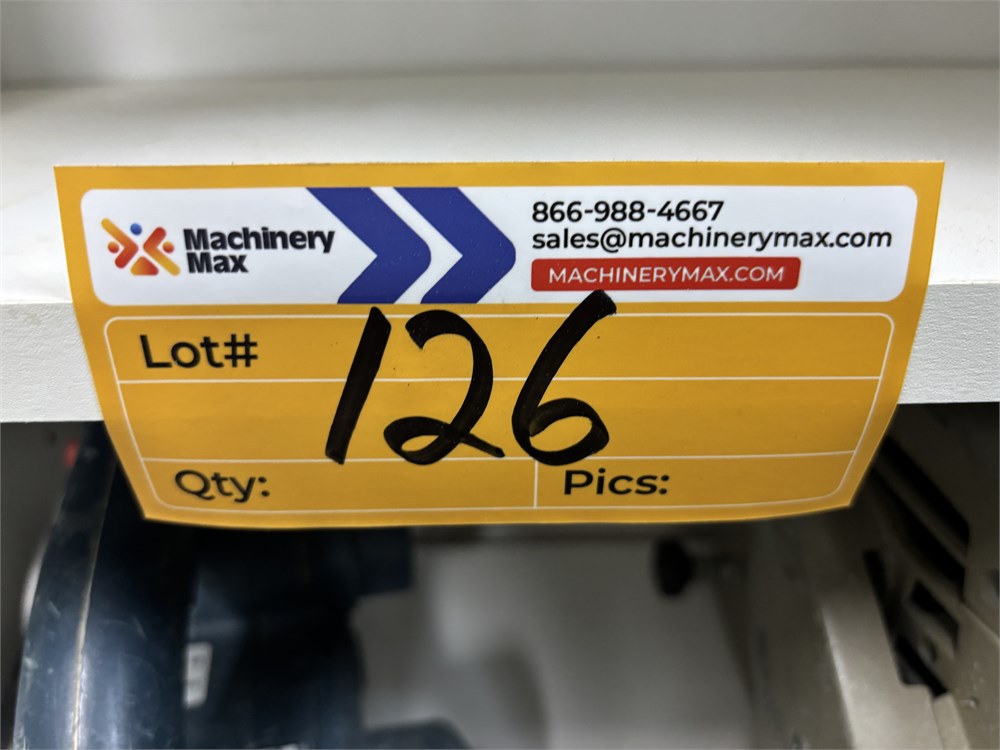 Machinery
Max
866-988-4667
sales@machinerymax.com
MACHINERYMAX.COM
Lot# 126
Qty:
Pics: